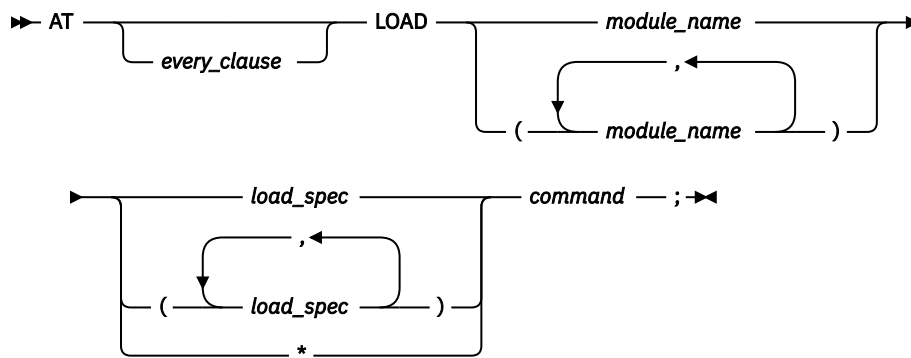 AT LOAD module_name
every_clause ,
( module_name )
load_spec command ;
,
( load_spec )
*